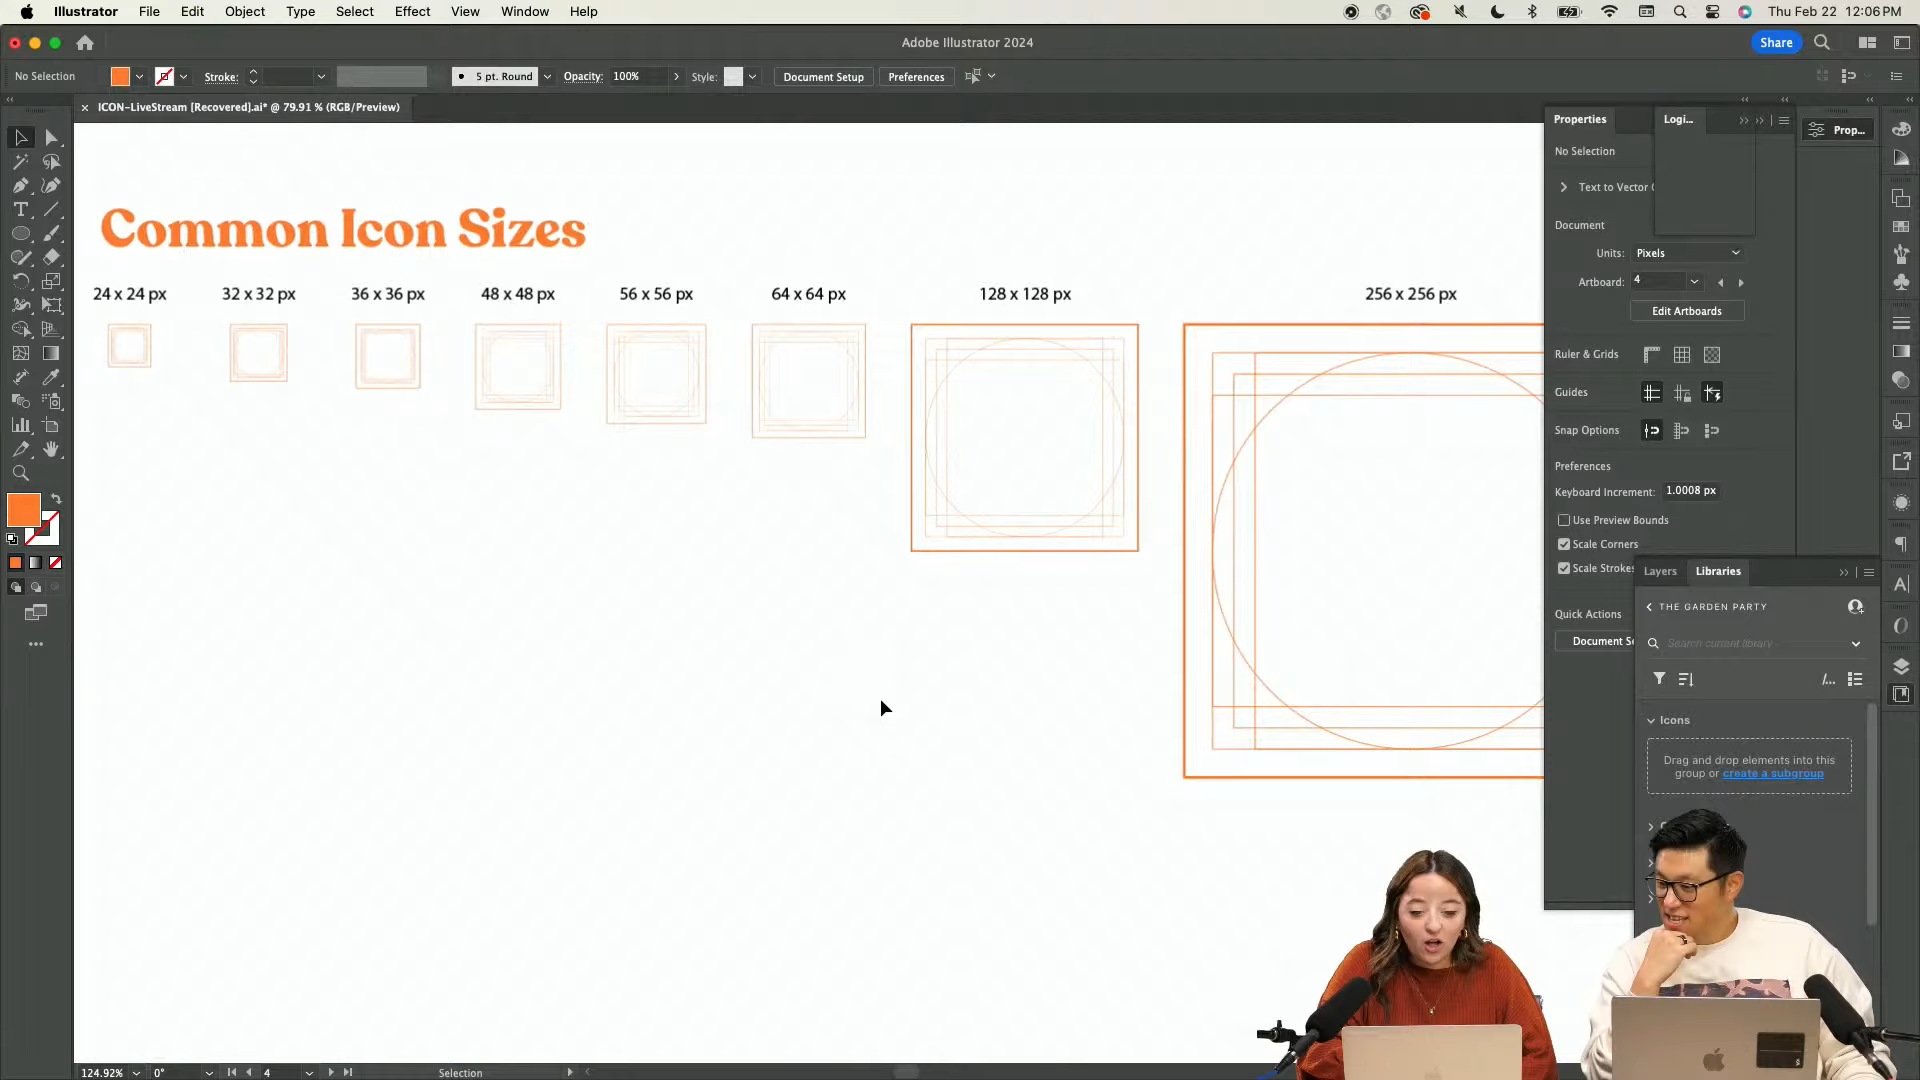 Illustrator File Edit Object Type Select Effect View Window Help Thu Feb 22 12:06 PM
Adobe Illustrator 2024
Share
No Selection
Stroke:
5 pt. Round
Opacity: 100%
Style:
Document Setup
Preferences
ICON-LiveStream [Recovered].ai* @ 79.91 % (RGB/Preview)
Common Icon Sizes
24 x 24 px
32 x 32 px
36 x 36 px
48 x 48 px
56 x 56 px
64 x 64 px
128 x 128 px
256 x 256 px
Properties
Logi...
Prop...
No Selection
Text to Vector
Document
Units: Pixels
Artboard: 4
Edit Artboards
Ruler & Grids
Guides
Snap Options
Preferences
Keyboard Increment: 1.0008 px
Use Preview Bounds
Scale Corners
Scale Strokes
Quick Actions
Document
Layers
Libraries
THE GARDEN PARTY
Search current library
Icons
Drag and drop elements into this
group or create a subgroup
124.92%
0°
4
Selection